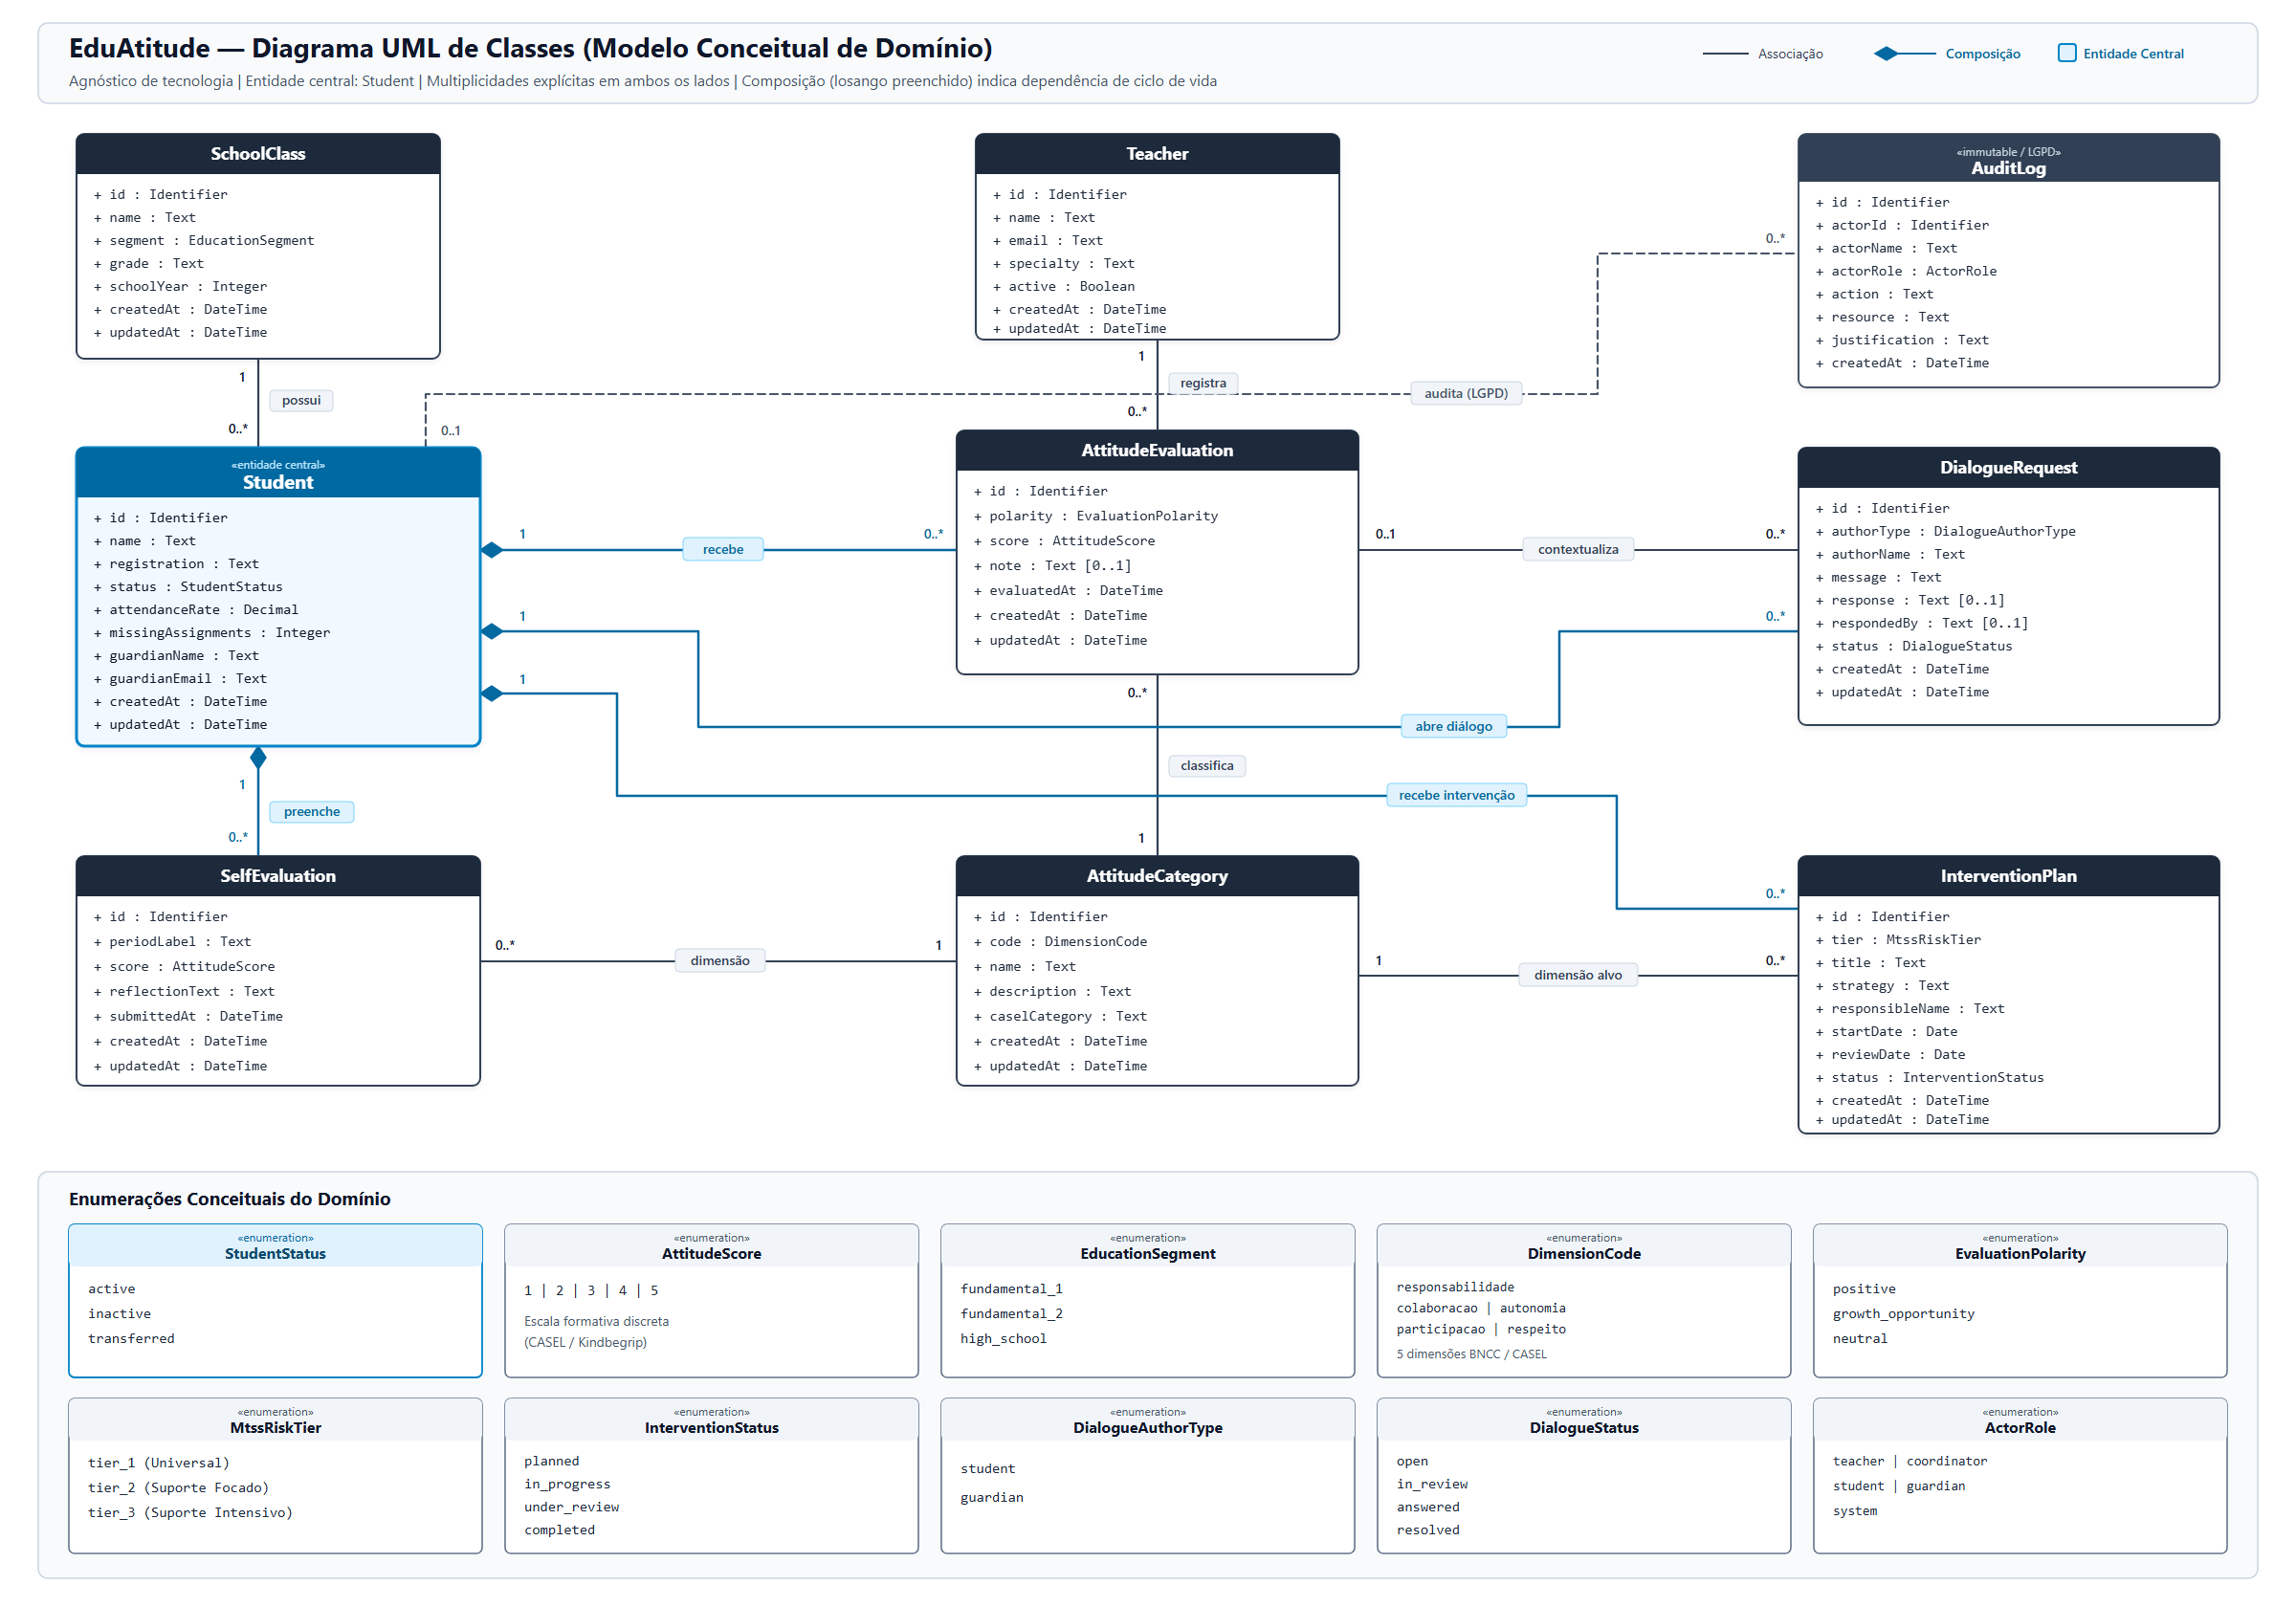 EduAtitude — Diagrama UML de Classes (Modelo Conceitual de Domínio)
Agnóstico de tecnologia | Entidade central: Student | Multiplicidades explícitas em ambos os lados | Composição (losango preenchido) indica dependência de ciclo de vida
Associação
Composição
Entidade Central
SchoolClass
+ id : Identifier
+ name : Text
+ segment : EducationSegment
+ grade : Text
+ schoolYear : Integer
+ createdAt : DateTime
+ updatedAt : DateTime
Teacher
+ id : Identifier
+ name : Text
+ email : Text
+ specialty : Text
+ active : Boolean
+ createdAt : DateTime
+ updatedAt : DateTime
«immutable / LGPD»
AuditLog
+ id : Identifier
+ actorId : Identifier
+ actorName : Text
+ actorRole : ActorRole
+ action : Text
+ resource : Text
+ justification : Text
+ createdAt : DateTime
1
possui
0..*
0..1
1
registra
0..*
audita (LGPD)
0..*
«entidade central»
Student
+ id : Identifier
+ name : Text
+ registration : Text
+ status : StudentStatus
+ attendanceRate : Decimal
+ missingAssignments : Integer
+ guardianName : Text
+ guardianEmail : Text
+ createdAt : DateTime
+ updatedAt : DateTime
1
recebe
0..*
AttitudeEvaluation
+ id : Identifier
+ polarity : EvaluationPolarity
+ score : AttitudeScore
+ note : Text [0..1]
+ evaluatedAt : DateTime
+ createdAt : DateTime
+ updatedAt : DateTime
0..1
contextualiza
0..*
DialogueRequest
+ id : Identifier
+ authorType : DialogueAuthorType
+ authorName : Text
+ message : Text
+ response : Text [0..1]
+ respondedBy : Text [0..1]
+ status : DialogueStatus
+ createdAt : DateTime
+ updatedAt : DateTime
1
abre diálogo
0..*
1
recebe intervenção
0..*
0..*
classifica
1
1
preenche
0..*
SelfEvaluation
+ id : Identifier
+ periodLabel : Text
+ score : AttitudeScore
+ reflectionText : Text
+ submittedAt : DateTime
+ createdAt : DateTime
+ updatedAt : DateTime
0..*
dimensão
1
AttitudeCategory
+ id : Identifier
+ code : DimensionCode
+ name : Text
+ description : Text
+ caselCategory : Text
+ createdAt : DateTime
+ updatedAt : DateTime
1
dimensão alvo
0..*
InterventionPlan
+ id : Identifier
+ tier : MtssRiskTier
+ title : Text
+ strategy : Text
+ responsibleName : Text
+ startDate : Date
+ reviewDate : Date
+ status : InterventionStatus
+ createdAt : DateTime
+ updatedAt : DateTime
Enumerações Conceituais do Domínio
«enumeration»
StudentStatus
active
inactive
transferred
«enumeration»
AttitudeScore
1 | 2 | 3 | 4 | 5
Escala formativa discreta
(CASEL / Kindbegrip)
«enumeration»
EducationSegment
fundamental_1
fundamental_2
high_school
«enumeration»
DimensionCode
responsabilidade
colaboracao | autonomia
participacao | respeito
5 dimensões BNCC / CASEL
«enumeration»
EvaluationPolarity
positive
growth_opportunity
neutral
«enumeration»
MtssRiskTier
tier_1 (Universal)
tier_2 (Suporte Focado)
tier_3 (Suporte Intensivo)
«enumeration»
InterventionStatus
planned
in_progress
under_review
completed
«enumeration»
DialogueAuthorType
student
guardian
«enumeration»
DialogueStatus
open
in_review
answered
resolved
«enumeration»
ActorRole
teacher | coordinator
student | guardian
system